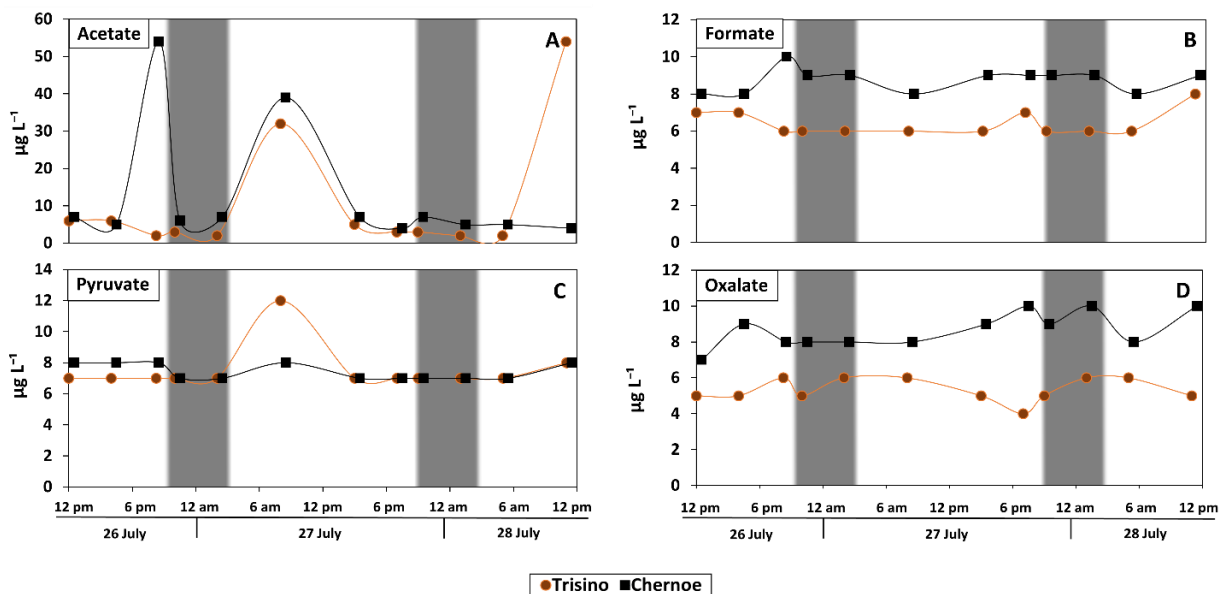 Acetate
A
60
50
40
30
20
10
0
µg L⁻¹
Formate
B
12
10
8
6
4
2
0
µg L⁻¹
Pyruvate
C
14
12
10
8
6
4
2
0
µg L⁻¹
12 pm 6 pm 12 am 6 am 12 pm 6 pm 12 am 6 am 12 pm
26 July 27 July 28 July
Oxalate
D
12
10
8
6
4
2
0
µg L⁻¹
12 pm 6 pm 12 am 6 am 12 pm 6 pm 12 am 6 am 12 pm
26 July 27 July 28 July
Trisino Chernoe